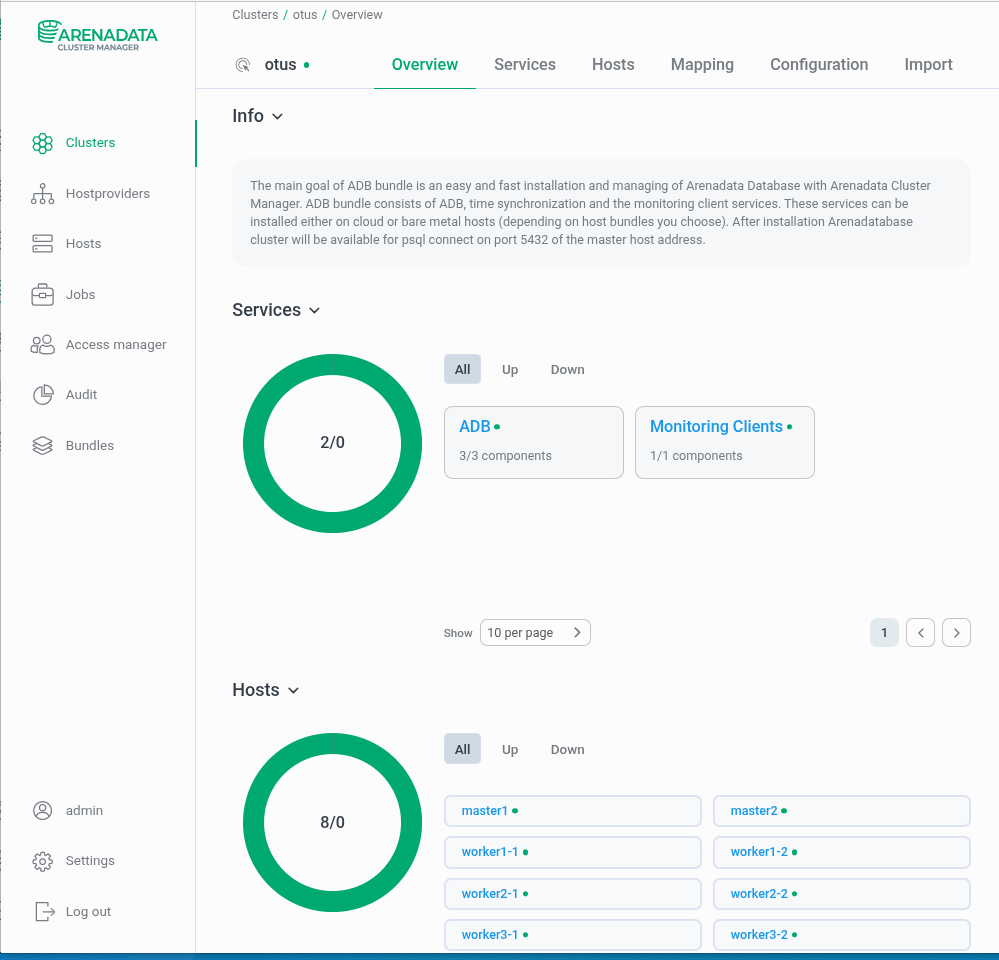 ARENADATA
CLUSTER MANAGER
Clusters
Hostproviders
Hosts
Jobs
Access manager
Audit
Bundles
admin
Settings
Log out
Clusters / otus / Overview
otus
Overview Services Hosts Mapping Configuration Import
Info
The main goal of ADB bundle is an easy and fast installation and managing of Arenadata Database with Arenadata Cluster
Manager. ADB bundle consists of ADB, time synchronization and the monitoring client services. These services can be
installed either on cloud or bare metal hosts (depending on host bundles you choose). After installation Arenadatabase
cluster will be available for psql connect on port 5432 of the master host address.
Services
2/0
All Up Down
ADB
3/3 components
Monitoring Clients
1/1 components
Show 10 per page
1
Hosts
8/0
All Up Down
master1 master2
worker1-1 worker1-2
worker2-1 worker2-2
worker3-1 worker3-2